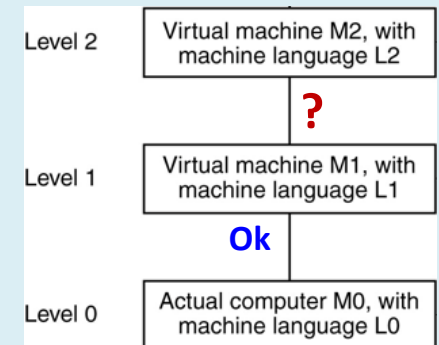 Level 2
Virtual machine M2, with
machine language L2
?
Level 1
Virtual machine M1, with
machine language L1
Ok
Level 0
Actual computer M0, with
machine language L0